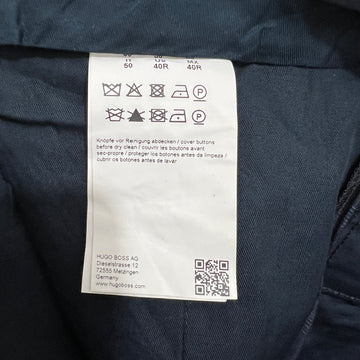 50 40R 40R
P
P
Knöpfe vor Reinigung abdecken / cover buttons
before dry clean / couvrir les boutons avant
sec-propre / proteger los botones antes da limpeza /
cubrir os botones antes de lavar
HUGO BOSS AG
Dieselstrasse 12
72555 Metzingen
Germany
www.hugoboss.com